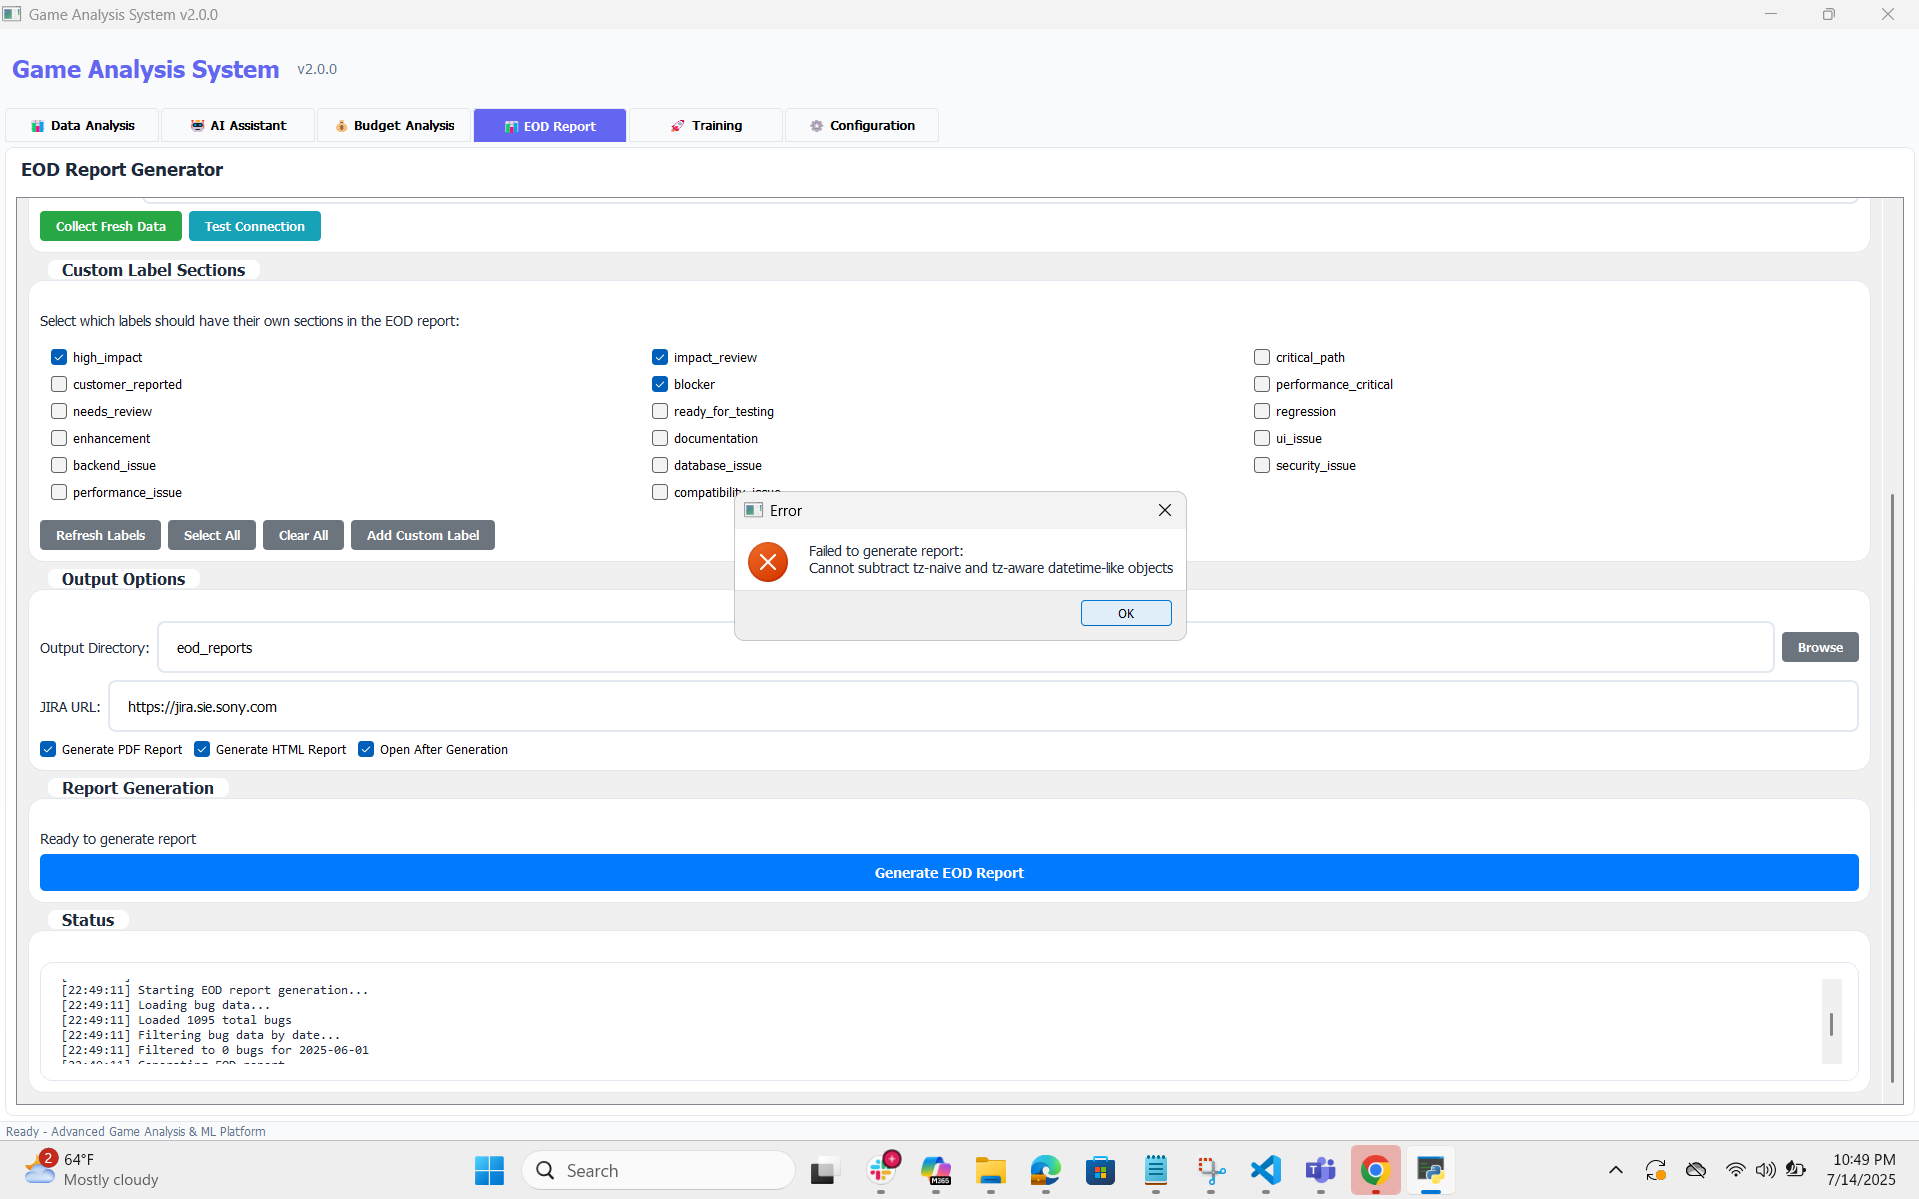 Game Analysis System v2.0.0
Game Analysis System v2.0.0
Data Analysis AI Assistant Budget Analysis EOD Report Training Configuration
EOD Report Generator
Collect Fresh Data Test Connection
Custom Label Sections
Select which labels should have their own sections in the EOD report:
high_impact impact_review critical_path
customer_reported blocker performance_critical
needs_review ready_for_testing regression
enhancement documentation ui_issue
backend_issue database_issue security_issue
performance_issue compatibility_issue
Refresh Labels Select All Clear All Add Custom Label
Error
Failed to generate report:
Cannot subtract tz-naive and tz-aware datetime-like objects
OK
Output Options
Output Directory: eod_reports Browse
JIRA URL: https://jira.sie.sony.com
Generate PDF Report Generate HTML Report Open After Generation
Report Generation
Ready to generate report
Generate EOD Report
Status
[22:49:11] Starting EOD report generation...
[22:49:11] Loading bug data...
[22:49:11] Loaded 1095 total bugs
[22:49:11] Filtering bug data by date...
[22:49:11] Filtered to 0 bugs for 2025-06-01
[22:49:11] Generating EOD report
Ready - Advanced Game Analysis & ML Platform
2
64°F
Mostly cloudy
Search
M365
10:49 PM
7/14/2025